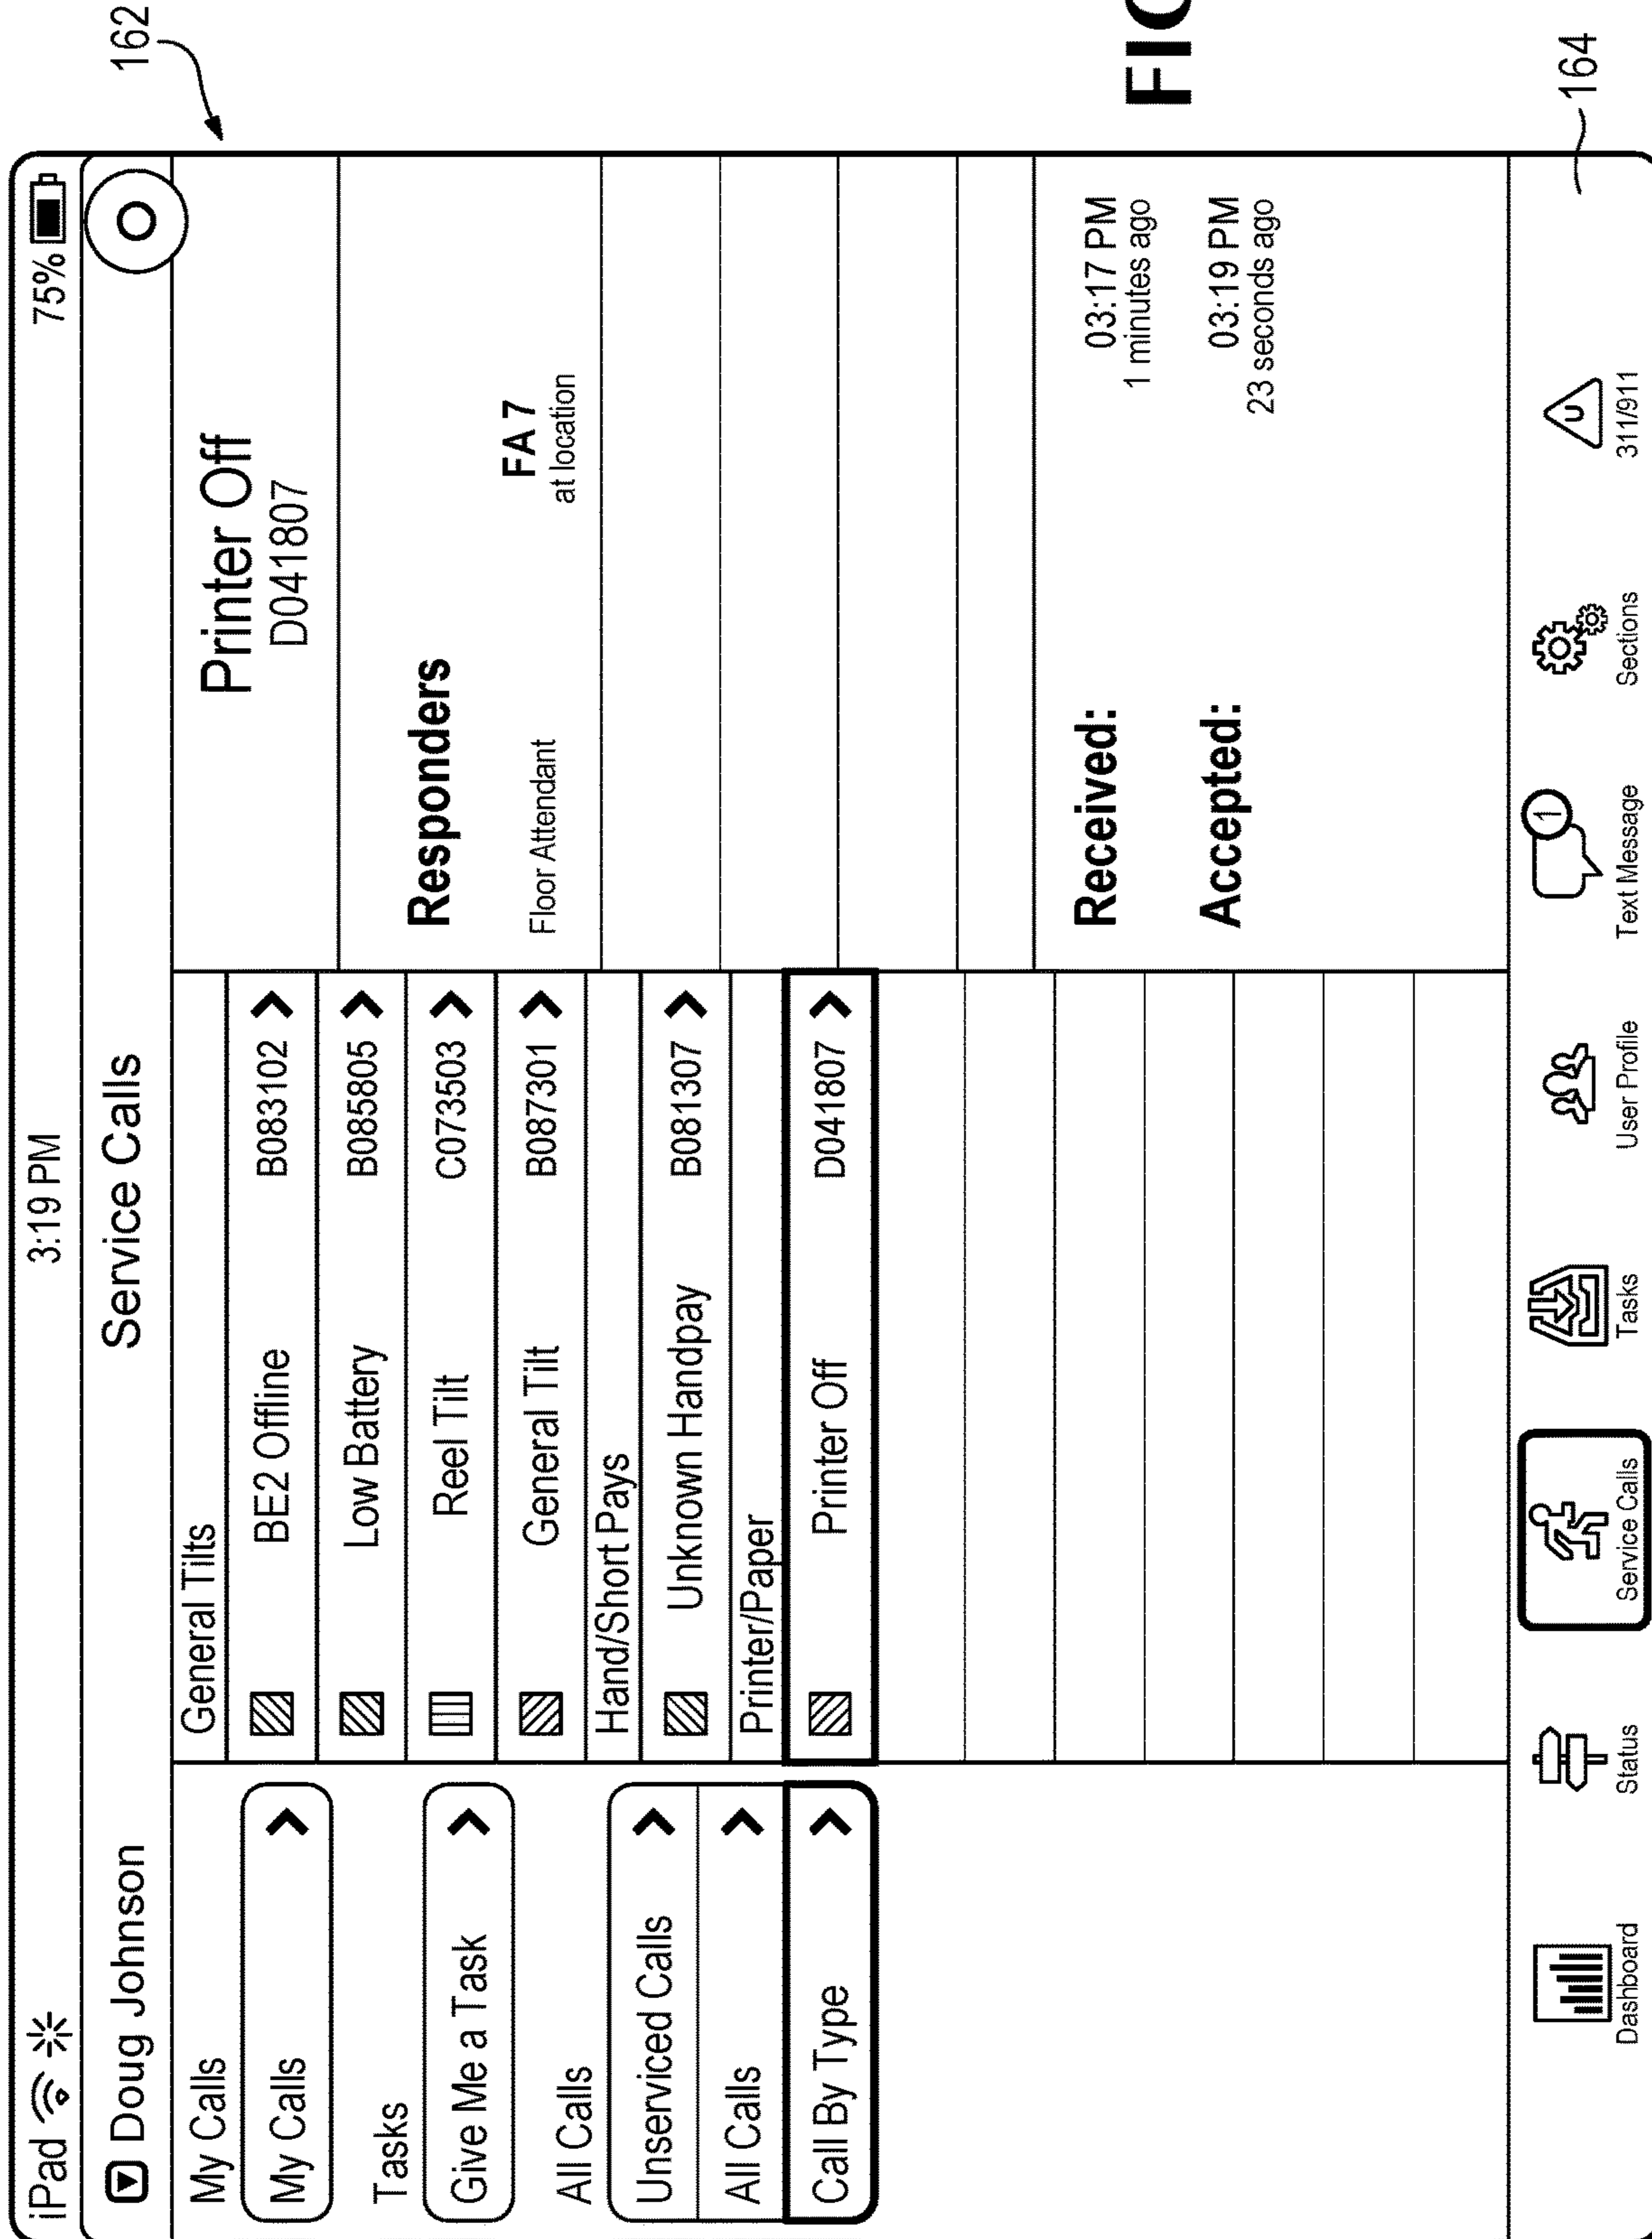 iPad 3:19 PM 75%
Doug Johnson Service Calls
162
My Calls
My Calls
Tasks
Give Me a Task
All Calls
Unserviced Calls
All Calls
Call By Type
General Tilts
BE2 Offline B083102
Low Battery B085805
Reel Tilt C073503
General Tilt B087301
Hand/Short Pays
Unknown Handpay B081307
Printer/Paper
Printer Off D041807
Printer Off
D041807
Responders
Floor Attendant FA 7
at location
Received: 03:17 PM
1 minutes ago
Accepted: 03:19 PM
23 seconds ago
Dashboard Status Service Calls Tasks User Profile 1 Text Message Sections 311/911
164